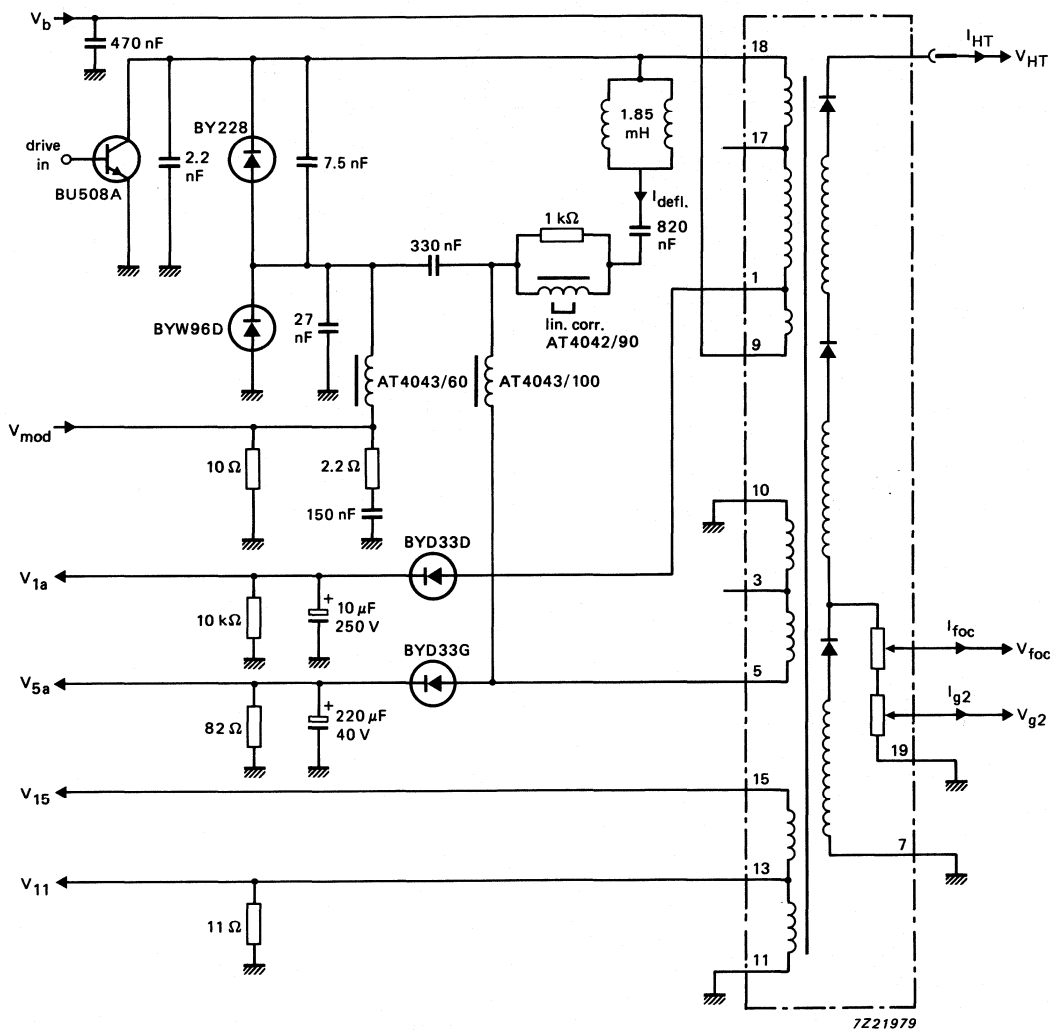 V_b
470 nF
18
I_HT
V_HT
drive
in
BU508A
2.2
nF
BY228
7.5 nF
1.85
mH
17
I_defl.
820
nF
1 kΩ
330 nF
lin. corr.
AT4042/90
1
9
BYW96D
27
nF
AT4043/60
AT4043/100
V_mod
10 Ω
2.2 Ω
150 nF
10
BYD33D
V_1a
10 kΩ
+
10 μF
250 V
3
I_foc
V_foc
BYD33G
V_5a
5
82 Ω
+
220 μF
40 V
I_g2
V_g2
19
V_15
15
7
V_11
13
11 Ω
11
7Z21979